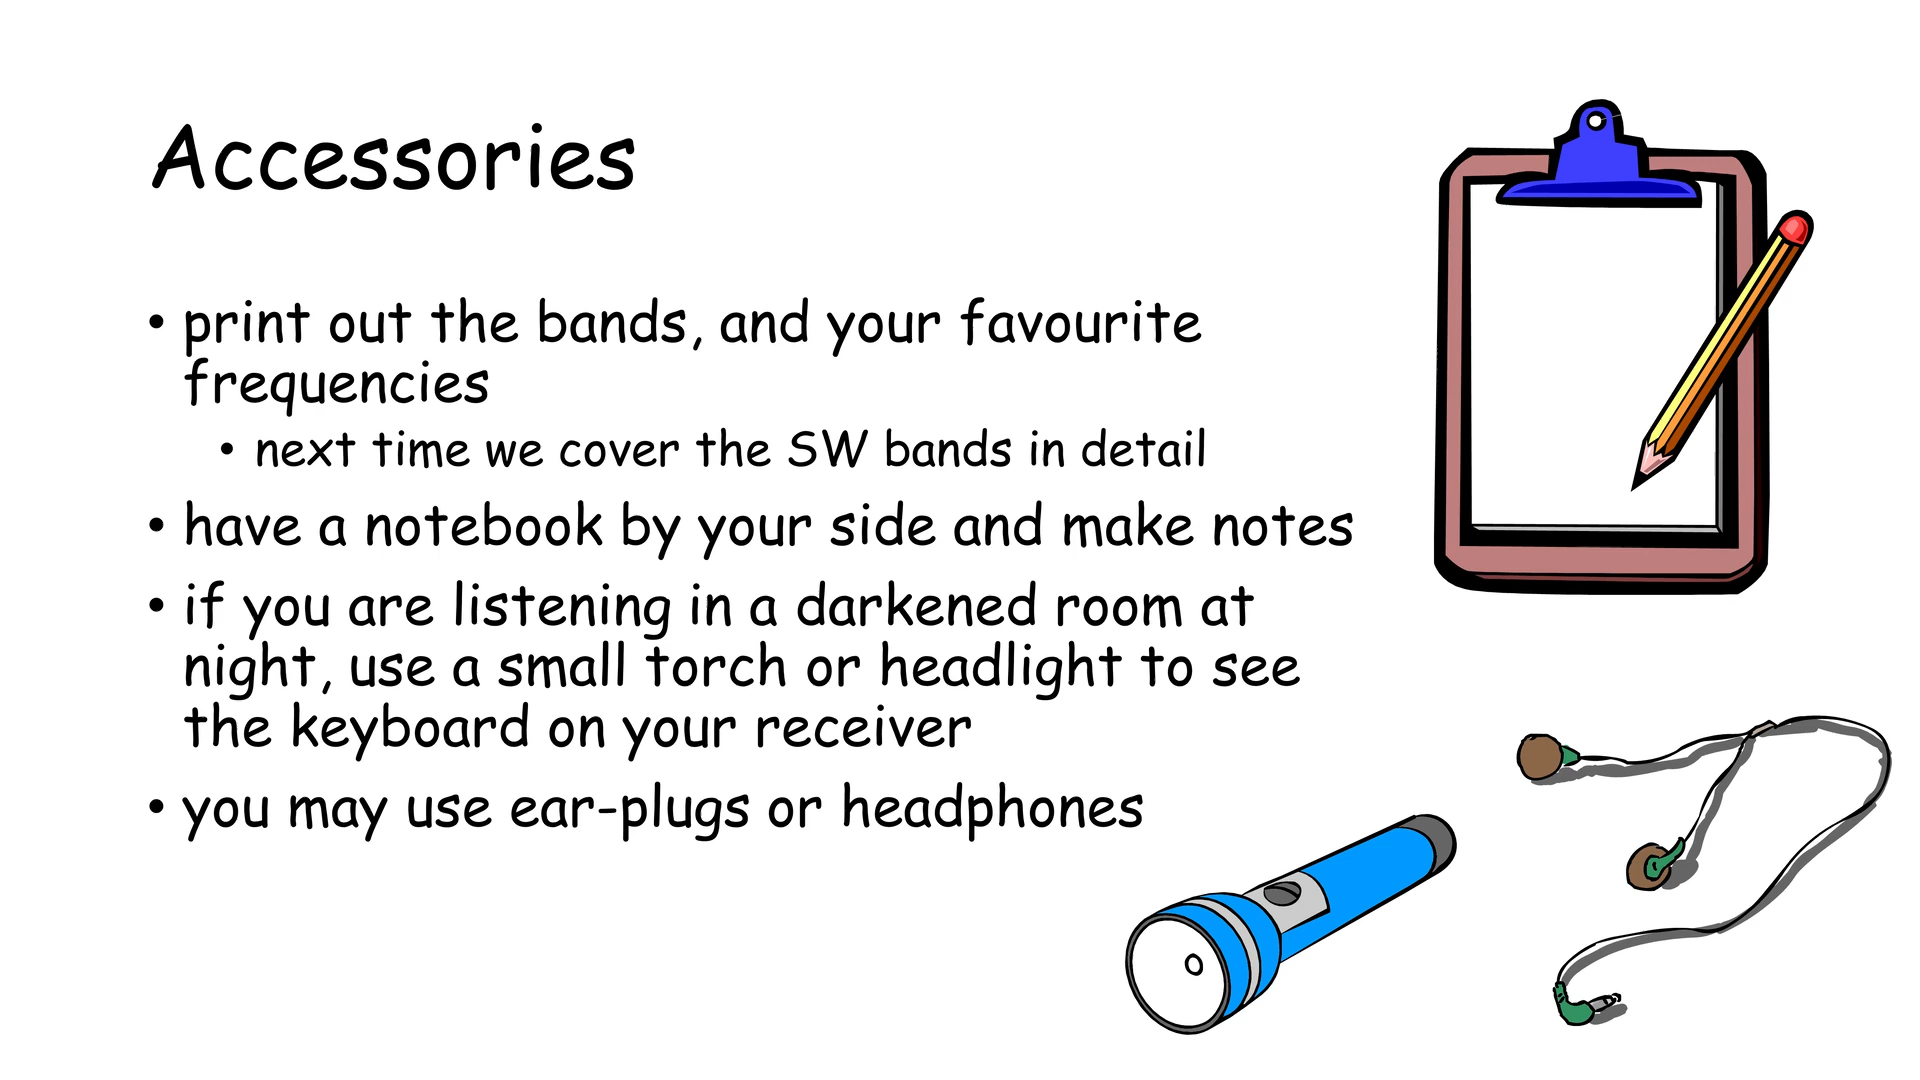 Accessories
• print out the bands, and your favourite
frequencies
• next time we cover the SW bands in detail
• have a notebook by your side and make notes
• if you are listening in a darkened room at
night, use a small torch or headlight to see
the keyboard on your receiver
• you may use ear-plugs or headphones